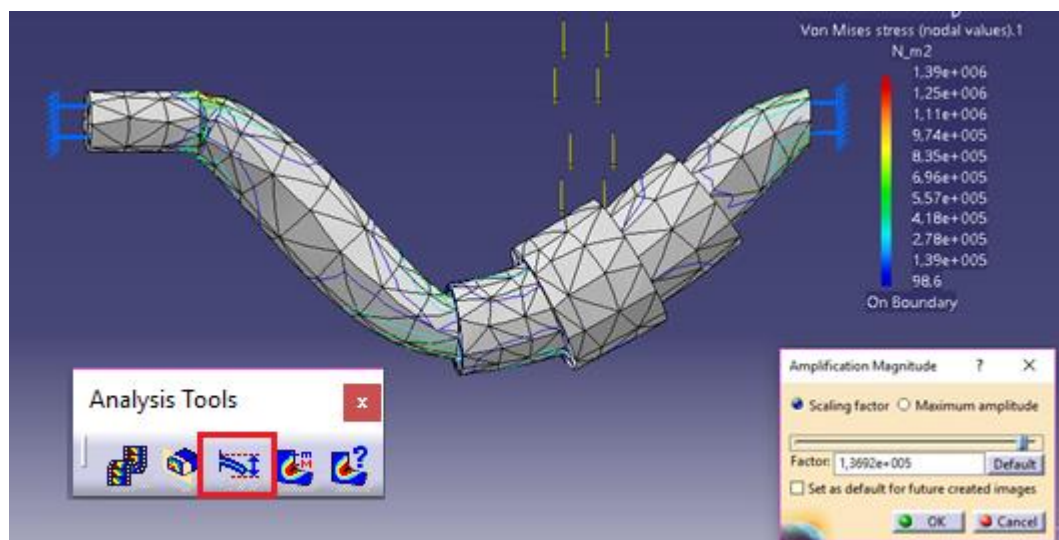 Von Mises stress (nodal values).1
N_m2
1,39e+006
1,25e+006
1,11e+006
9,74e+005
8,35e+005
6,96e+005
5,57e+005
4,18e+005
2,78e+005
1,39e+005
98,6
On Boundary
Analysis Tools
x
m
M
?
Amplification Magnitude ? X
Scaling factor Maximum amplitude
Factor: 1,3692e+005 Default
Set as default for future created images
OK Cancel